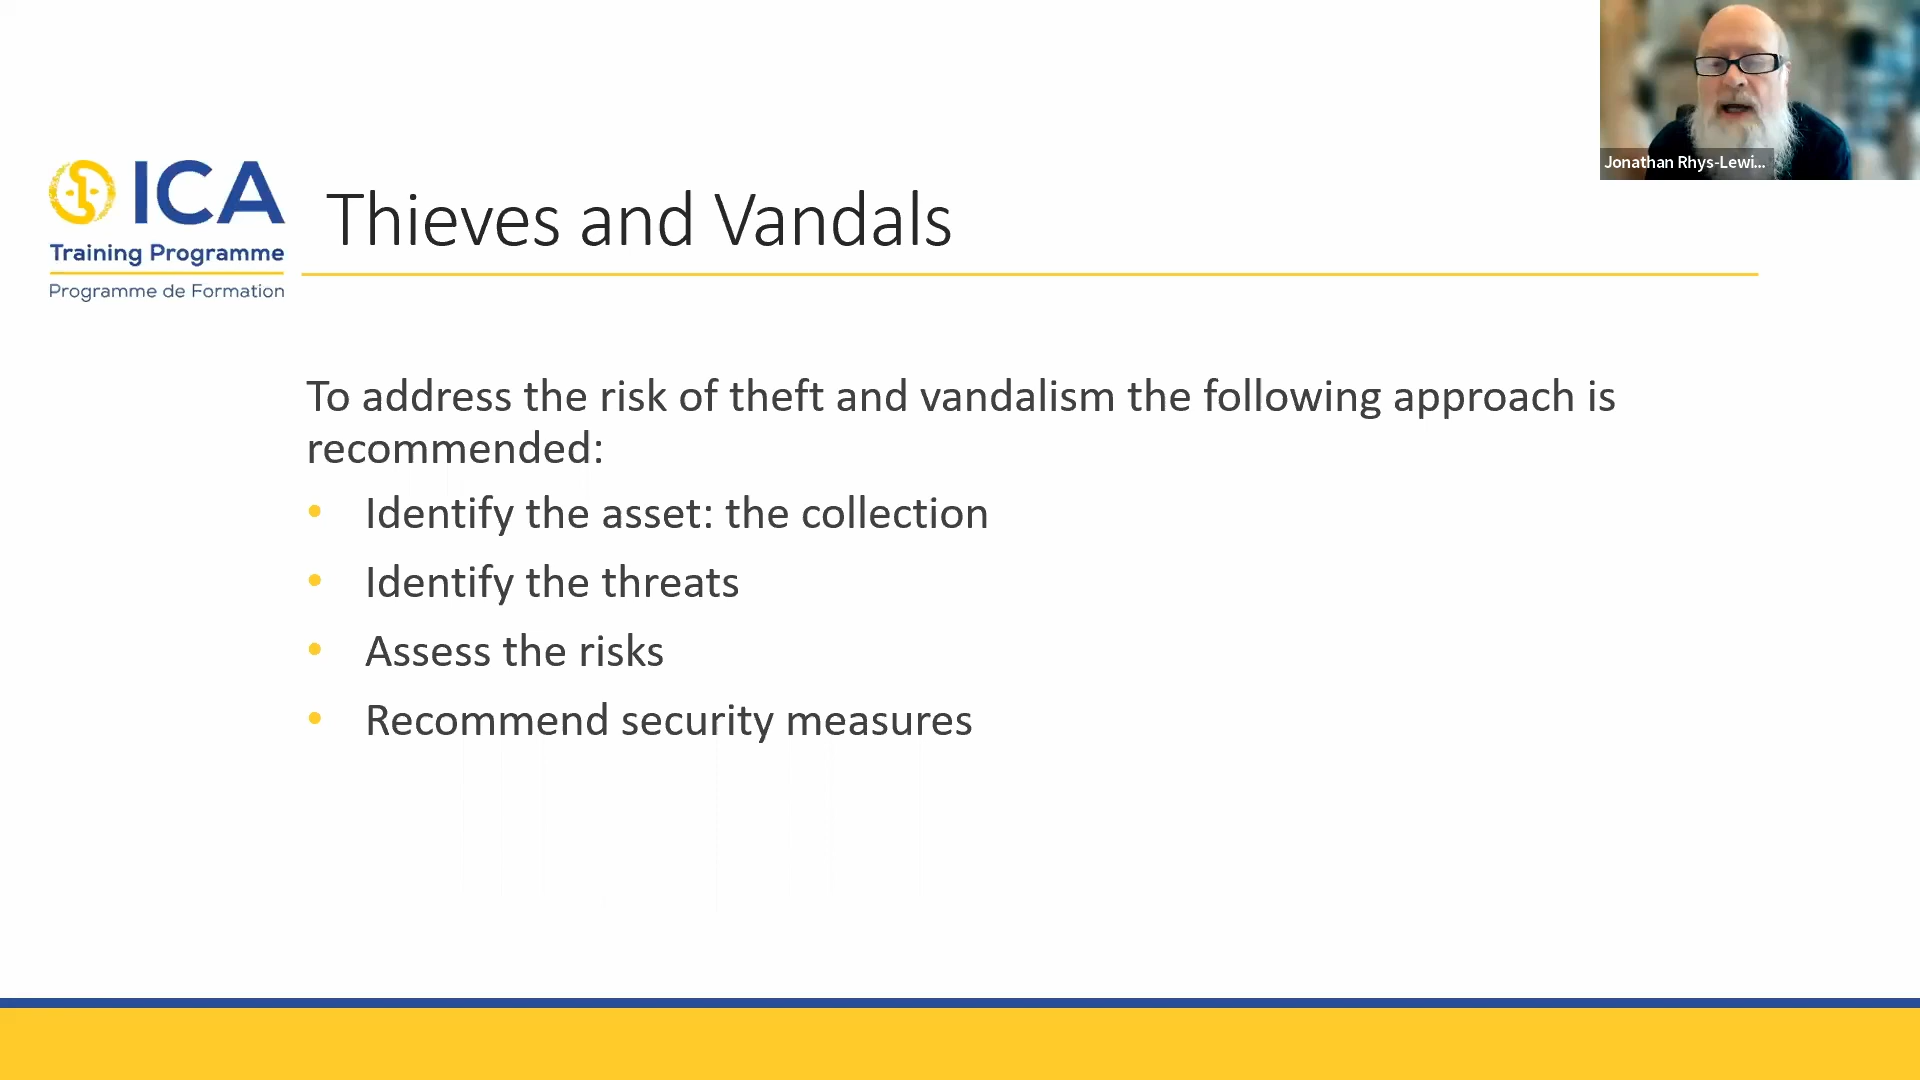 Jonathan Rhys-Lewi...
ICA
Training Programme
Programme de Formation
Thieves and Vandals
To address the risk of theft and vandalism the following approach is
recommended:
• Identify the asset: the collection
• Identify the threats
• Assess the risks
• Recommend security measures